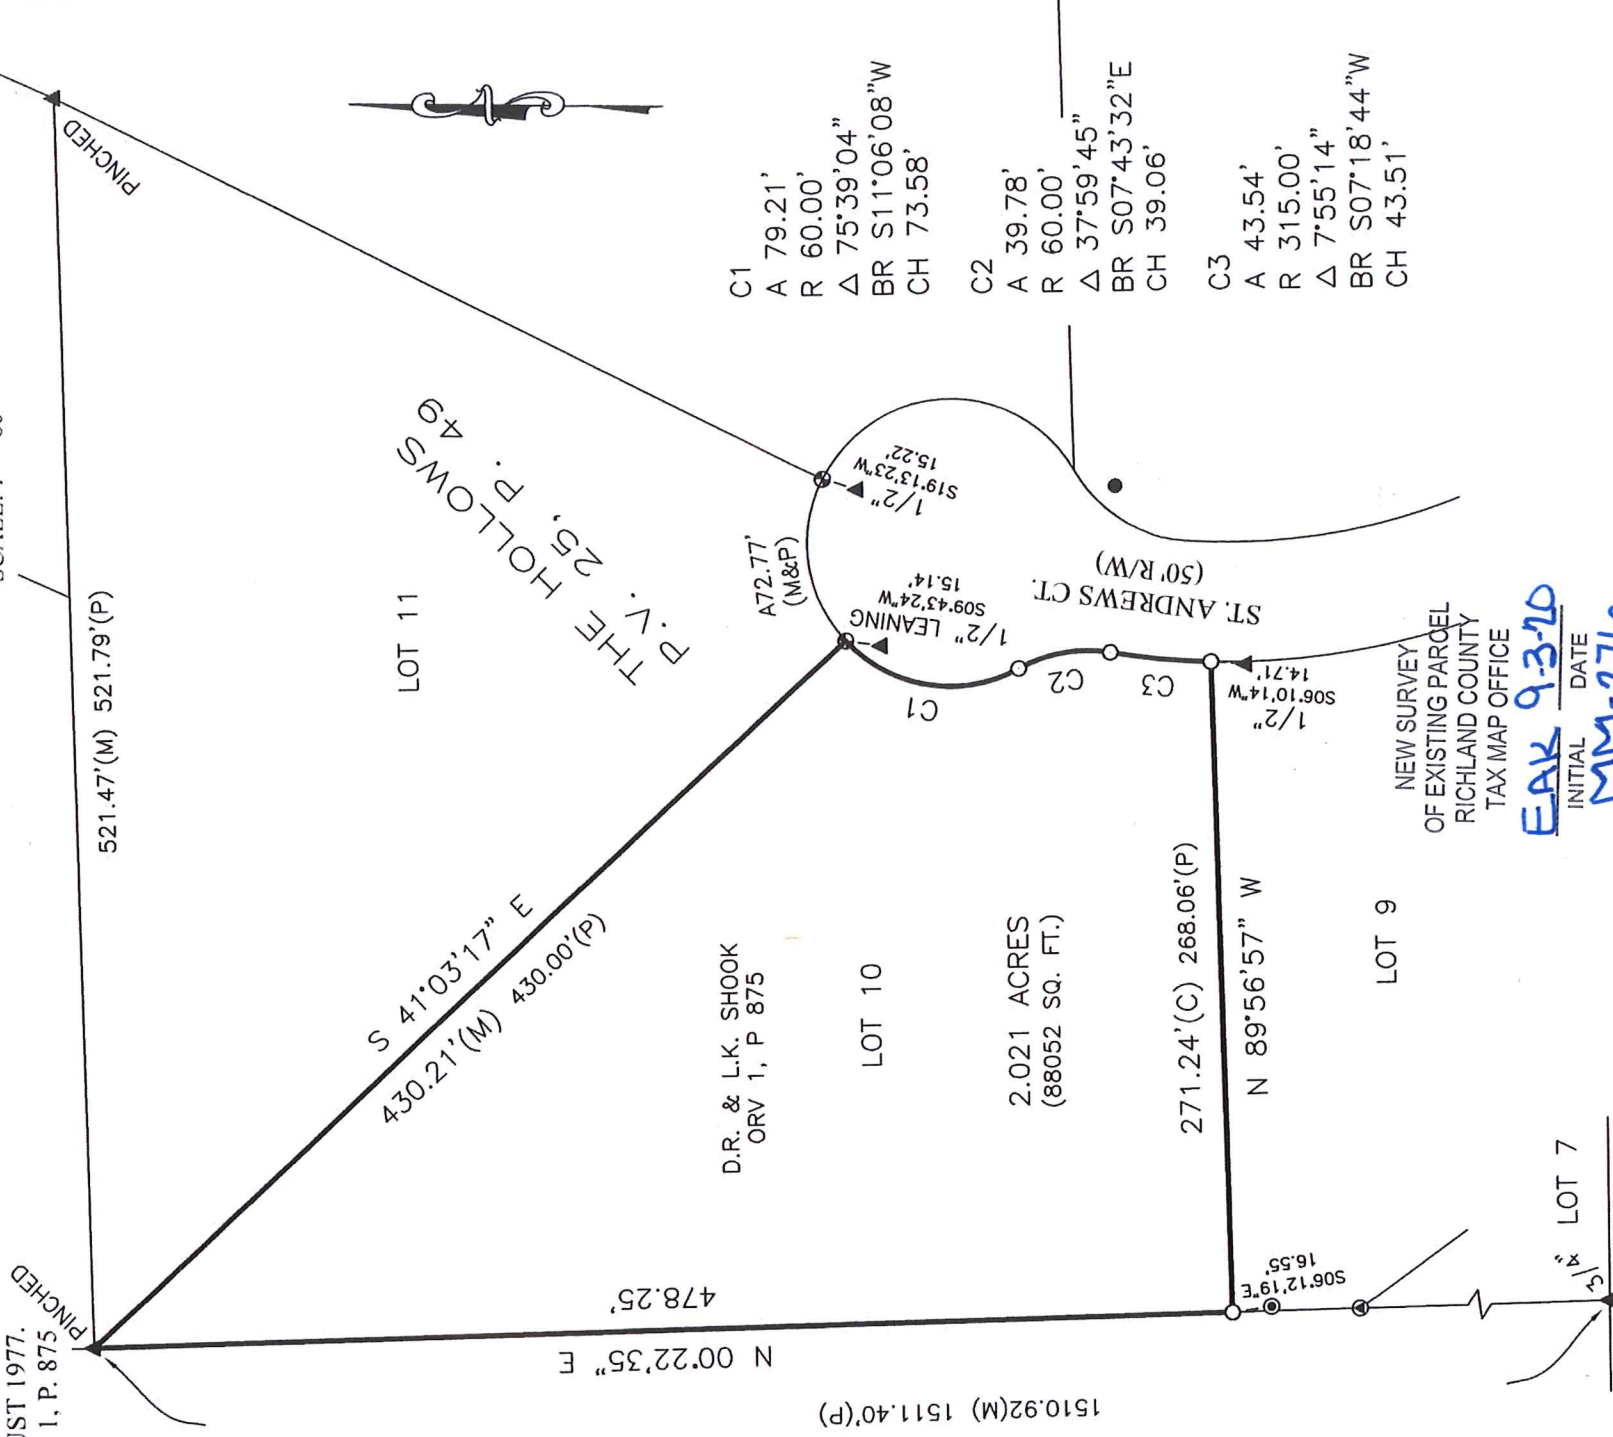 UST 1977.
1, P. 875
PINCHED
PINCHED
521.47'(M) 521.79'(P)
LOT 11
THE HOLLOWS
P.V. 25, P. 49
S 41°03'17" E
430.21'(M) 430.00'(P)
A72.77'
(M&P)
1/2"
S19°13'23"W
15.22'
1/2" LEANING
S09°43'24"W
15.14'
ST. ANDREWS CT.
(50' R/W)
C1
C2
C3
1/2"
S06°10'14"W
14.71'
D.R. & L.K. SHOOK
ORV 1, P 875
LOT 10
2.021 ACRES
(88052 SQ. FT.)
271.24'(C) 268.06'(P)
N 89°56'57" W
LOT 9
478.25'
N 00°22'35" E
1510.92(M) 1511.40'(P)
S06°12'19"E
16.55'
3/4"
LOT 7
C1
A 79.21'
R 60.00'
Δ 75°39'04"
BR S11°06'08"W
CH 73.58'
C2
A 39.78'
R 60.00'
Δ 37°59'45"
BR S07°43'32"E
CH 39.06'
C3
A 43.54'
R 315.00'
Δ 7°55'14"
BR S07°18'44"W
CH 43.51'
NEW SURVEY
OF EXISTING PARCEL
RICHLAND COUNTY
TAX MAP OFFICE
EAK 9-3-20
INITIAL DATE